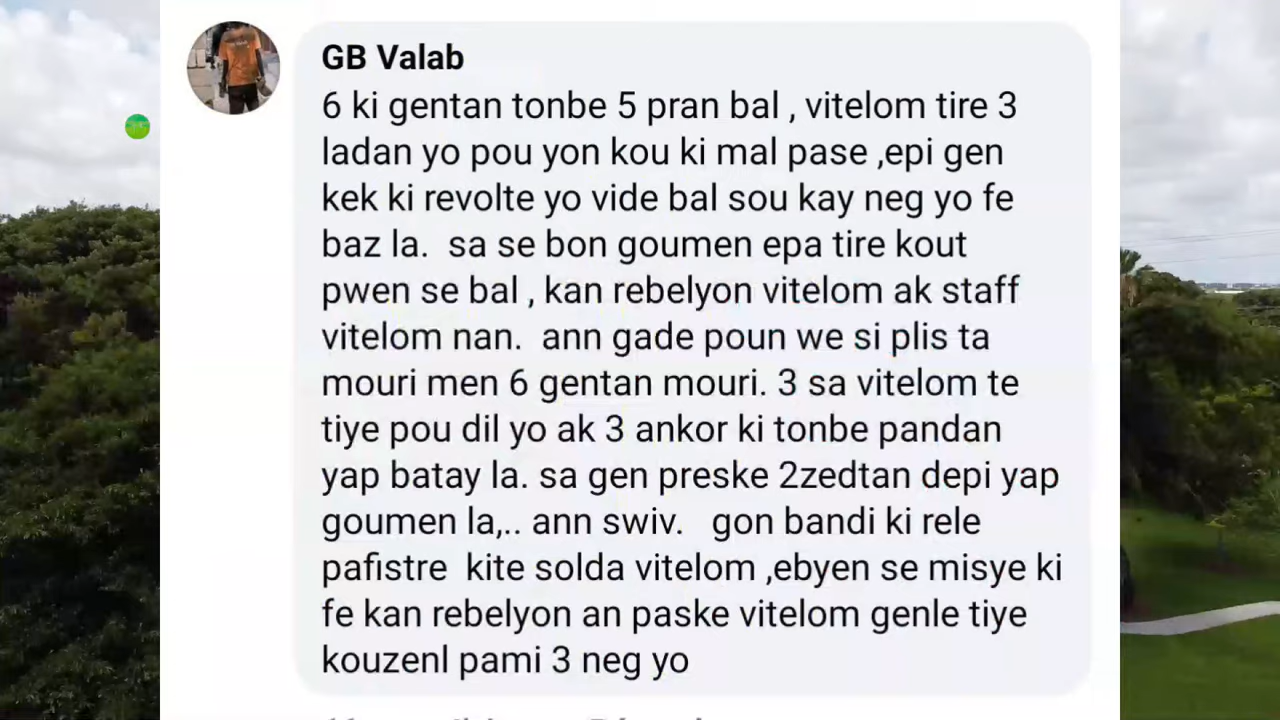 GB Valab
6 ki gentan tonbe 5 pran bal , vitelom tire 3
ladan yo pou yon kou ki mal pase ,epi gen
kek ki revolte yo vide bal sou kay neg yo fe
baz la.  sa se bon goumen epa tire kout
pwen se bal , kan rebelyon vitelom ak staff
vitelom nan.  ann gade poun we si plis ta
mouri men 6 gentan mouri. 3 sa vitelom te
tiye pou dil yo ak 3 ankor ki tonbe pandan
yap batay la. sa gen preske 2zedtan depi yap
goumen la,.. ann swiv.   gon bandi ki rele
pafistre  kite solda vitelom ,ebyen se misye ki
fe kan rebelyon an paske vitelom genle tiye
kouzenl pami 3 neg yo